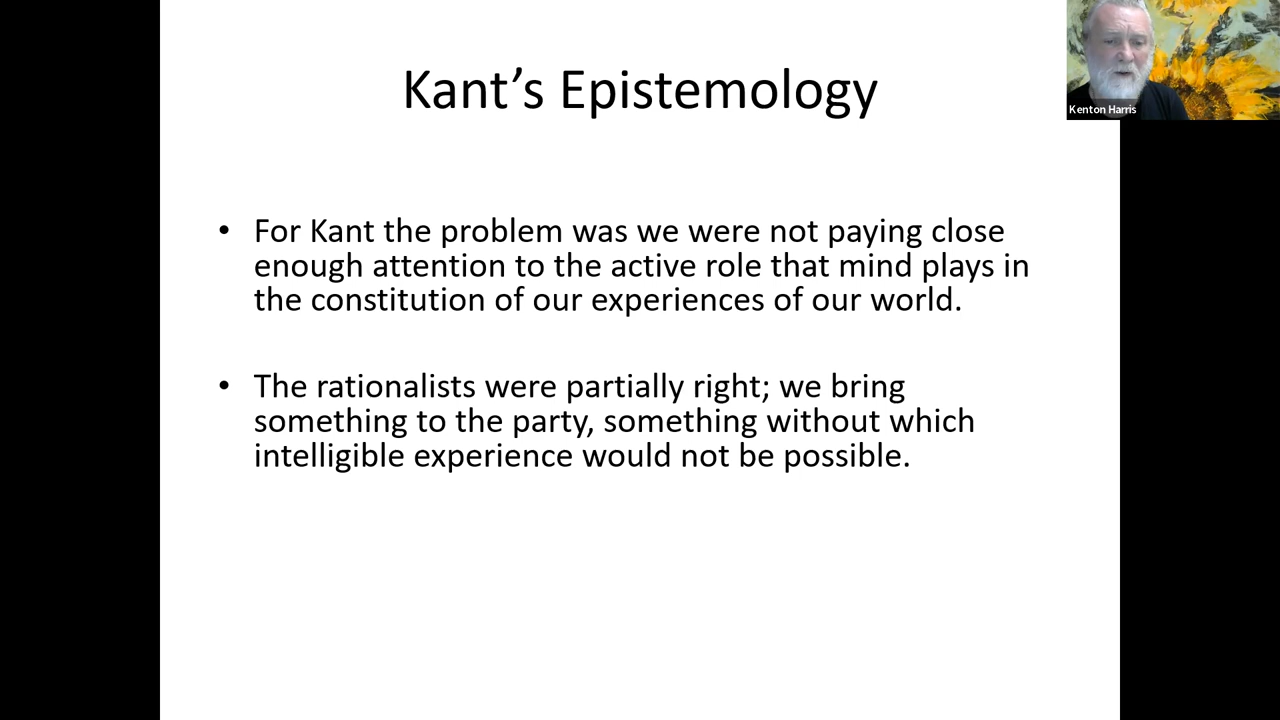 Kant’s Epistemology
Kenton Harris
• For Kant the problem was we were not paying close
enough attention to the active role that mind plays in
the constitution of our experiences of our world.
• The rationalists were partially right; we bring
something to the party, something without which
intelligible experience would not be possible.